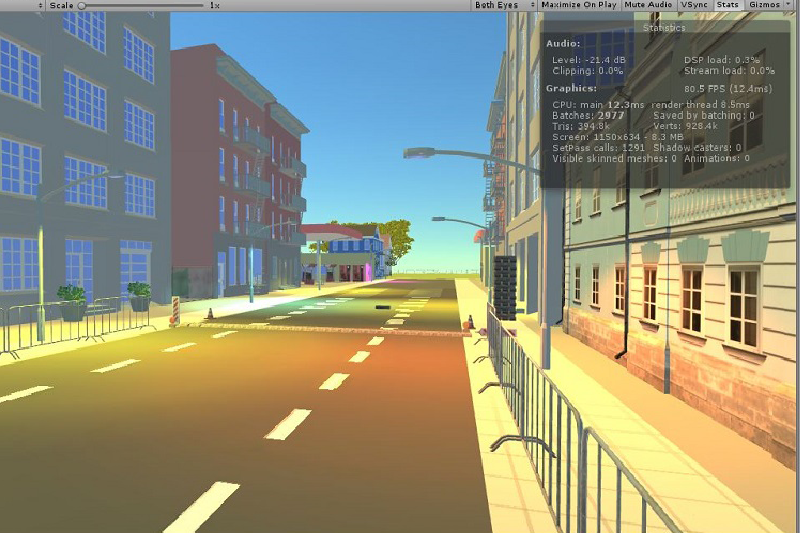 Scale 1x Both Eyes Maximize On Play Mute Audio VSync Stats Gizmos
Statistics
Audio:
Level: -21.4 dB DSP load: 0.3%
Clipping: 0.0% Stream load: 0.0%
Graphics: 80.5 FPS (12.4ms)
CPU: main 12.3ms render thread 8.5ms
Batches: 2977 Saved by batching: 0
Tris: 394.8k Verts: 928.4k
Screen: 1150x634 - 8.3 MB
SetPass calls: 1291 Shadow casters: 0
Visible skinned meshes: 0 Animations: 0